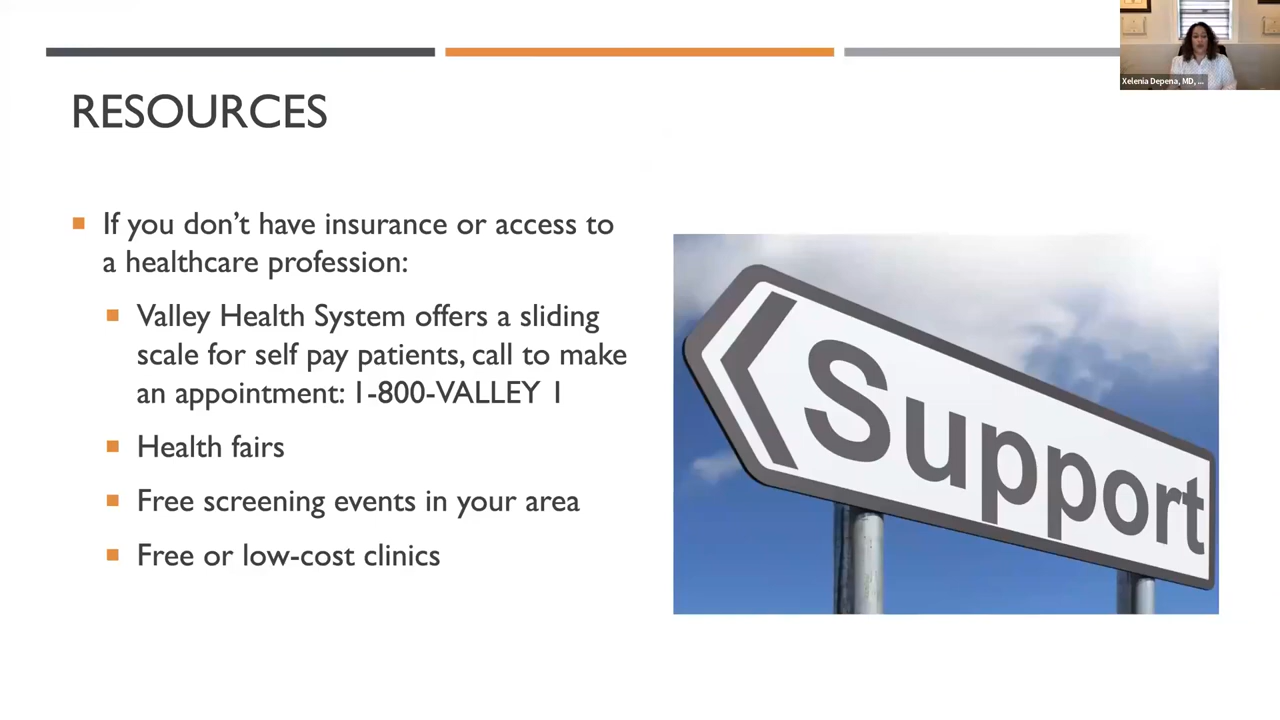 Xelenia Depena, MD, ...
RESOURCES
If you don't have insurance or access to
a healthcare profession:
Valley Health System offers a sliding
scale for self pay patients, call to make
an appointment: 1-800-VALLEY 1
Health fairs
Free screening events in your area
Free or low-cost clinics
Support